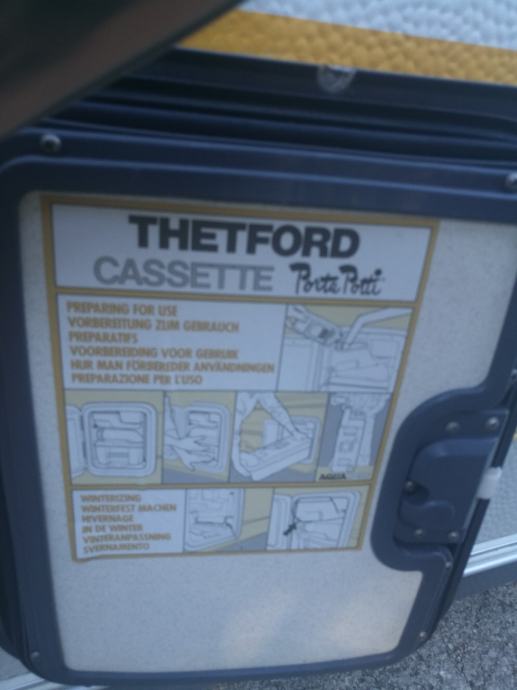 THETFORD
CASSETTE Porta Potti
PREPARING FOR USE
VORBEREITUNG ZUM GEBRAUCH
PREPARATIFS
VOORBEREIDING VOOR GEBRUIK
HUR MAN FÖRBEREDER ANVÄNDNINGEN
PREPARAZIONE PER L'USO
AQUA
WINTERIZING
WINTERFEST MACHEN
HIVERNAGE
IN DE WINTER
VINTERANPASSNING
SVERNAMENTO